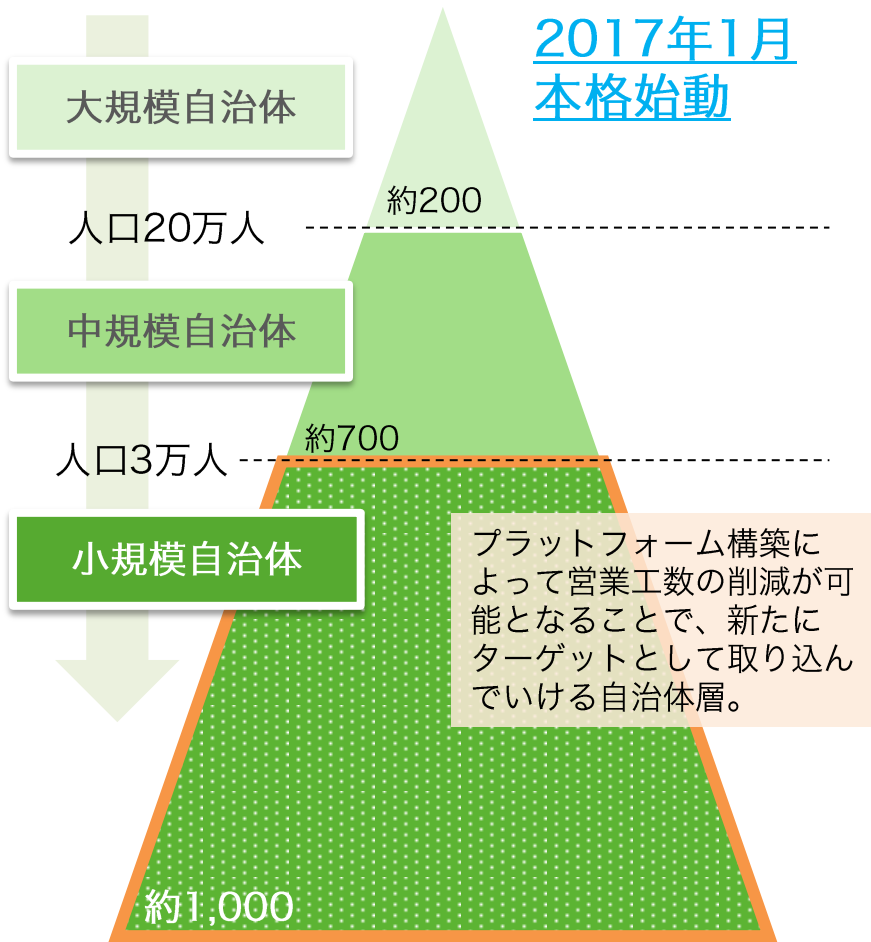 2017年1月
本格始動
大規模自治体
約200
人口20万人
中規模自治体
約700
人口3万人
小規模自治体
プラットフォーム構築に
よって営業工数の削減が可
能となることで、新たに
ターゲットとして取り込ん
でいける自治体層。
約1,000